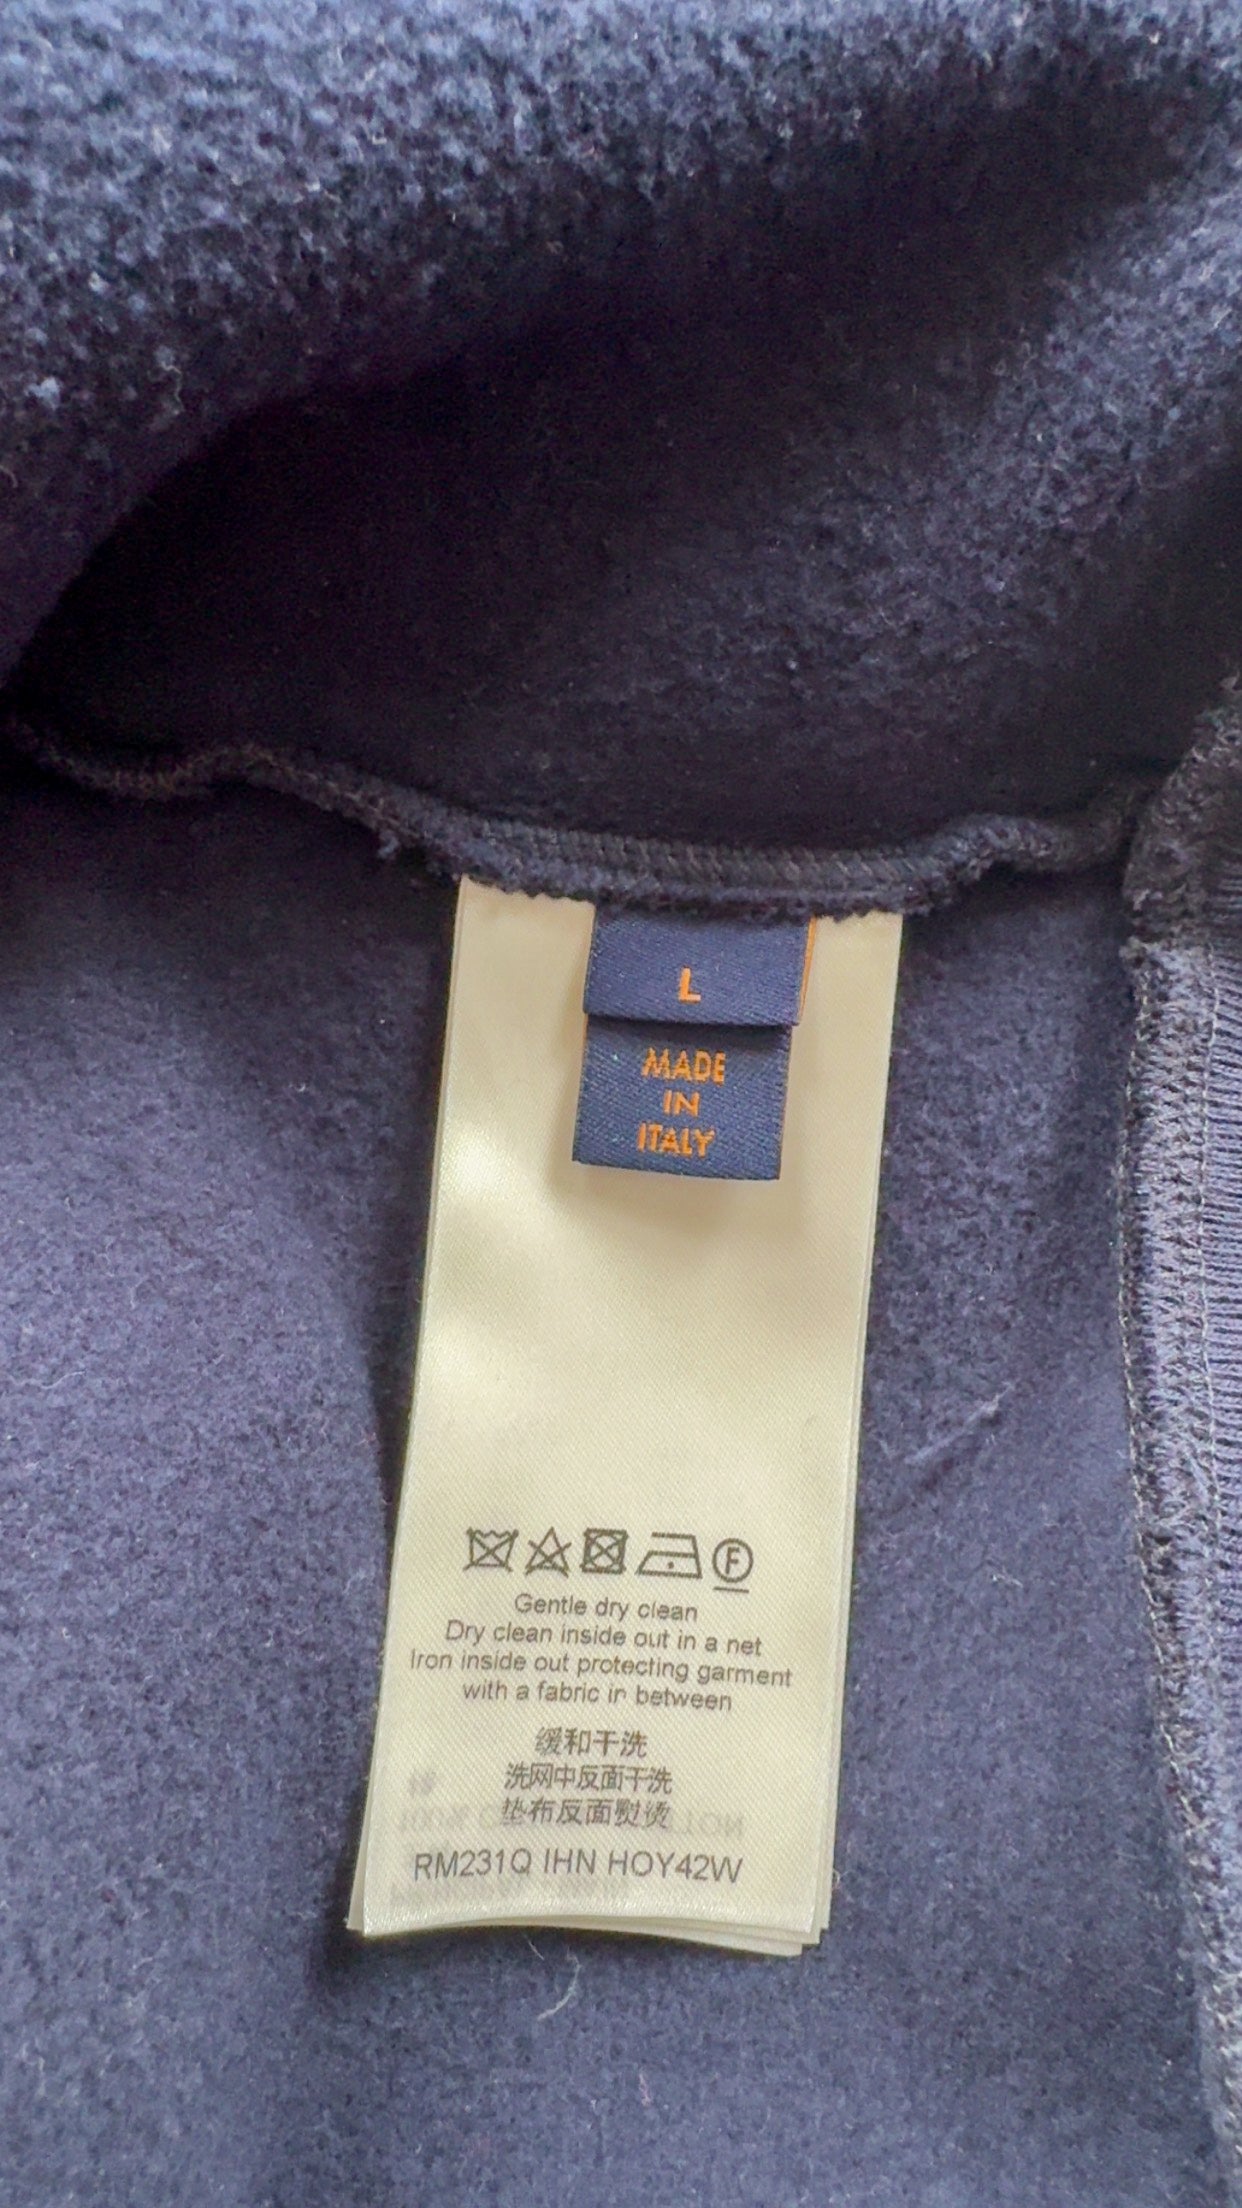 L
MADE
IN
ITALY
F
Gentle dry clean
Dry clean inside out in a net
Iron inside out protecting garment
with a fabric in between
缓和干洗
洗网中反面干洗
垫布反面熨烫
RM231Q IHN HOY42W